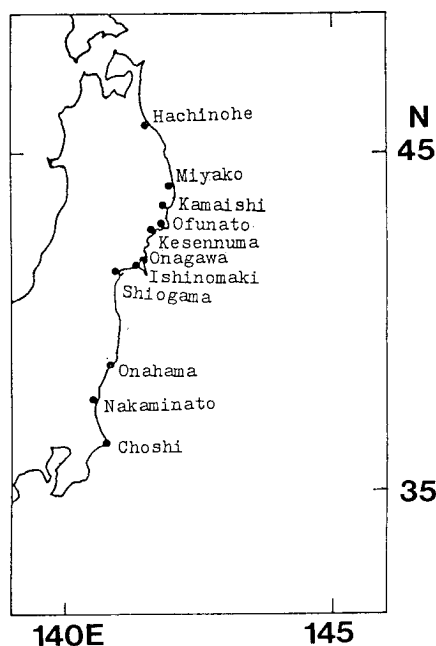 Hachinohe
N
45
Miyako
Kamaishi
Ofunato
Kesennuma
Onagawa
Ishinomaki
Shiogama
Onahama
Nakaminato
Choshi
35
140E
145